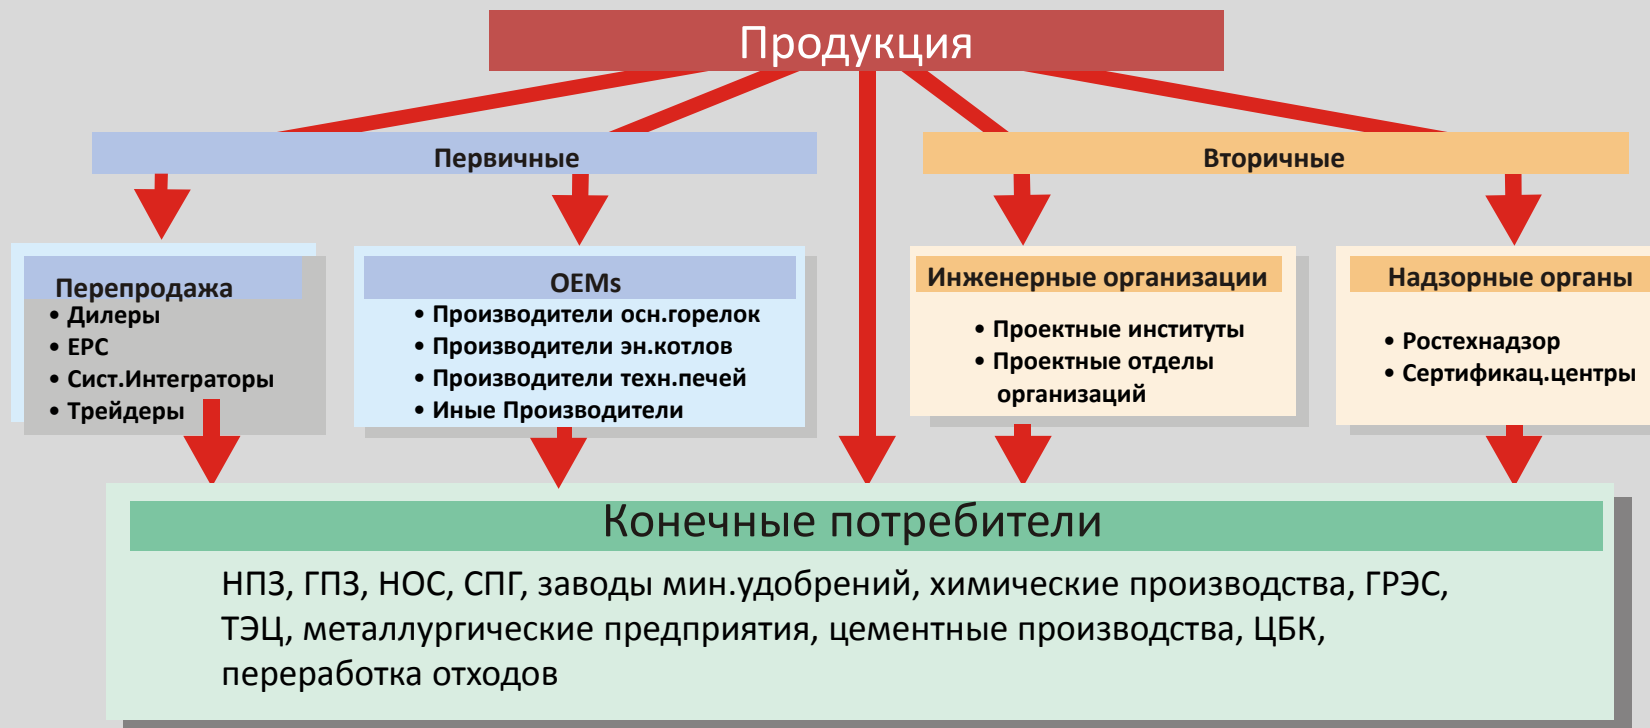 Продукция
Первичные
Вторичные
Перепродажа
• Дилеры
• EPC
• Сист.Интеграторы
• Трейдеры
OEMs
• Производители осн.горелок
• Производители эн.котлов
• Производители техн.печей
• Иные Производители
Инженерные организации
• Проектные институты
• Проектные отделы
организаций
Надзорные органы
• Ростехнадзор
• Сертификац.центры
Конечные потребители
НПЗ, ГПЗ, НОС, СПГ, заводы мин.удобрений, химические производства, ГРЭС,
ТЭЦ, металлургические предприятия, цементные производства, ЦБК,
переработка отходов